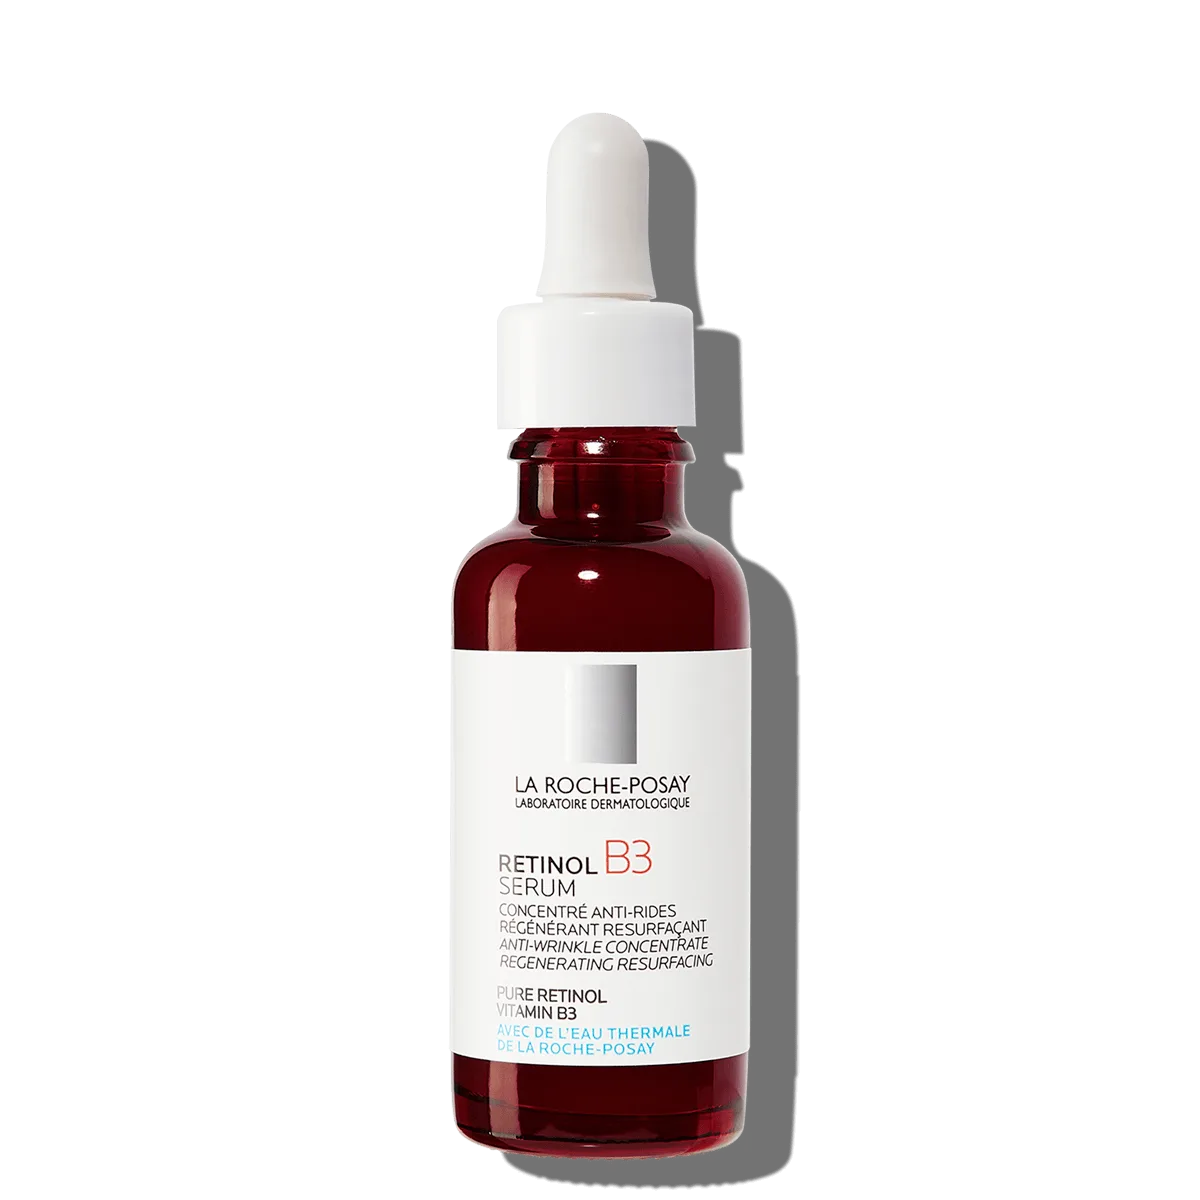 LA ROCHE-POSAY
LABORATOIRE DERMATOLOGIQUE
RETINOL B3
SERUM
CONCENTRÉ ANTI-RIDES
RÉGÉNÉRANT RESURFAÇANT
ANTI-WRINKLE CONCENTRATE
REGENERATING RESURFACING
PURE RETINOL
VITAMIN B3
AVEC DE L'EAU THERMALE
DE LA ROCHE-POSAY